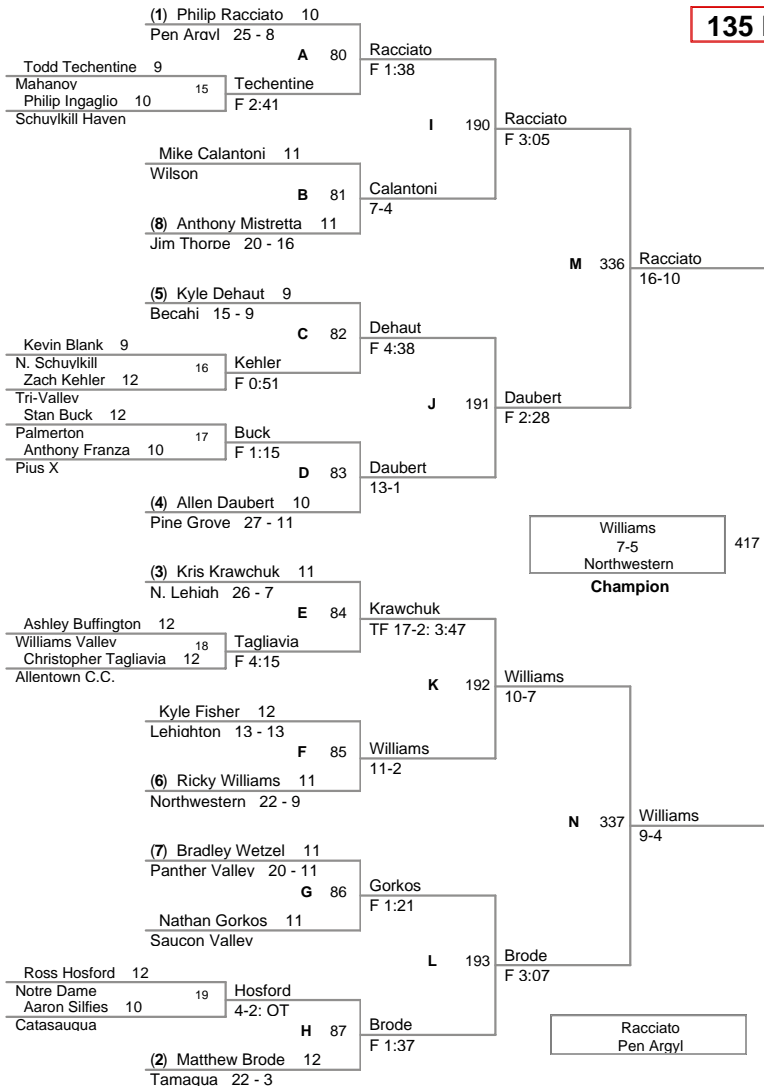 (1) Philip Racciato 10
135
Pen Argyl 25 - 8
A 80
Racciato
F 1:38
Todd Techentine 9
Mahanoy
15
Techentine
F 2:41
Philip Ingaglio 10
Schuylkill Haven
I 190
Racciato
F 3:05
Mike Calantoni 11
Wilson
B 81
Calantoni
7-4
(8) Anthony Mistretta 11
Jim Thorpe 20 - 16
M 336
Racciato
16-10
(5) Kyle Dehaut 9
Becahi 15 - 9
C 82
Dehaut
F 4:38
Kevin Blank 9
N. Schuylkill
16
Kehler
F 0:51
Zach Kehler 12
Tri-Valley
J 191
Daubert
F 2:28
Stan Buck 12
Palmerton
17
Buck
F 1:15
Anthony Franza 10
Pius X
D 83
Daubert
13-1
(4) Allen Daubert 10
Pine Grove 27 - 11
Williams
7-5
Northwestern
417
Champion
(3) Kris Krawchuk 11
N. Lehigh 26 - 7
E 84
Krawchuk
TF 17-2: 3:47
Ashley Buffington 12
Williams Valley
18
Tagliavia
F 4:15
Christopher Tagliavia 12
Allentown C.C.
K 192
Williams
10-7
Kyle Fisher 12
Lehighton 13 - 13
F 85
Williams
11-2
(6) Ricky Williams 11
Northwestern 22 - 9
N 337
Williams
9-4
(7) Bradley Wetzel 11
Panther Valley 20 - 11
G 86
Gorkos
F 1:21
Nathan Gorkos 11
Saucon Valley
L 193
Brode
F 3:07
Ross Hosford 12
Notre Dame
19
Hosford
4-2: OT
Aaron Silfies 10
Catasauqua
H 87
Brode
F 1:37
(2) Matthew Brode 12
Tamaqua 22 - 3
Racciato
Pen Argyl